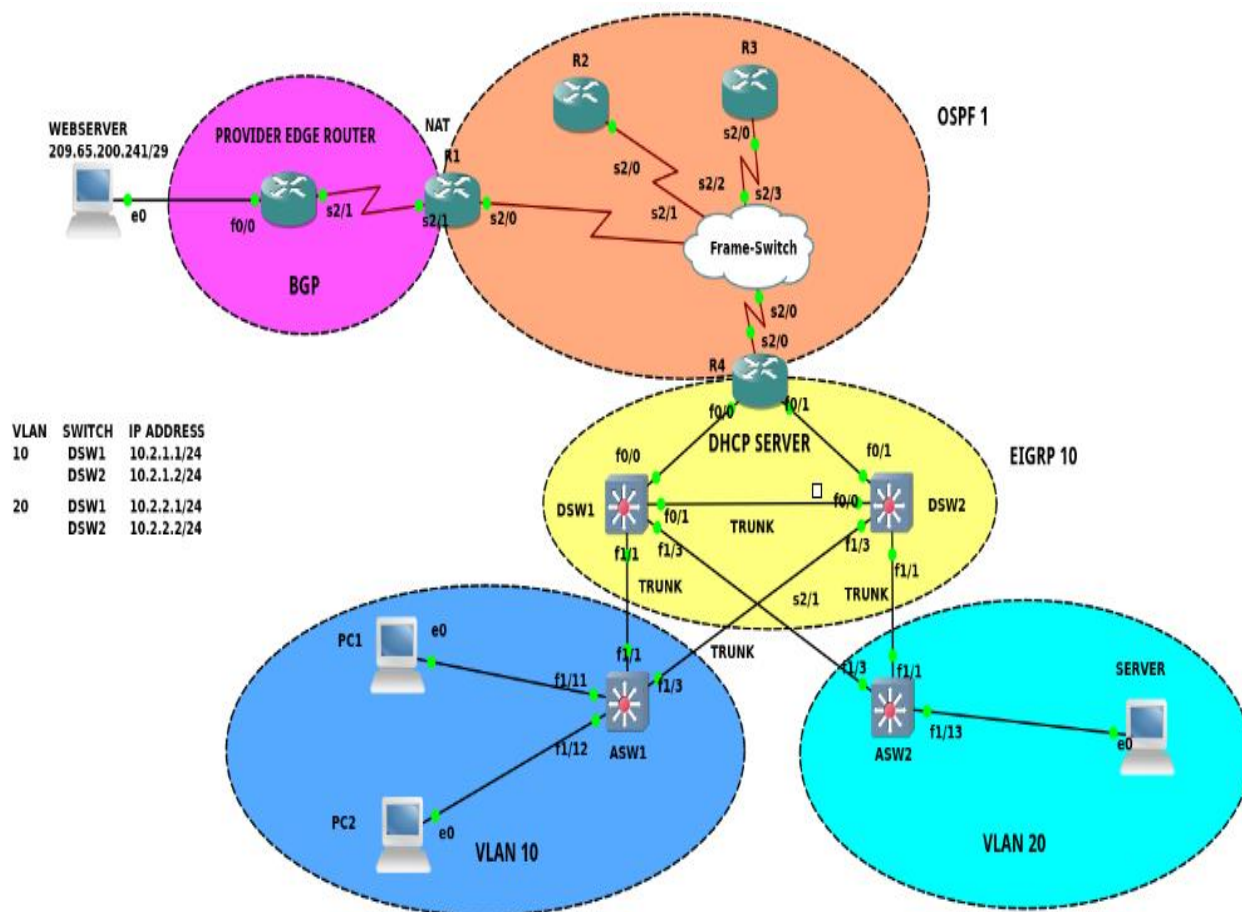 R2
R3
OSPF 1
WEBSERVER
209.65.200.241/29
PROVIDER EDGE ROUTER
NAT
R1
e0
f0/0
s2/1
s2/1
s2/0
s2/0
s2/1
s2/2
s2/0
s2/3
Frame-Switch
BGP
s2/0
s2/0
R4
f0/0
f0/1
DHCP SERVER
EIGRP 10
VLAN SWITCH IP ADDRESS
10 DSW1 10.2.1.1/24
DSW2 10.2.1.2/24
20 DSW1 10.2.2.1/24
DSW2 10.2.2.2/24
f0/0
f0/1
DSW1
f0/1
TRUNK
f0/0
DSW2
f1/1
f1/3
f1/3
f1/1
TRUNK
s2/1
TRUNK
TRUNK
PC1
e0
f1/11
f1/1
f1/3
f1/12
ASW1
PC2
e0
VLAN 10
f1/3
f1/1
SERVER
f1/13
e0
ASW2
VLAN 20